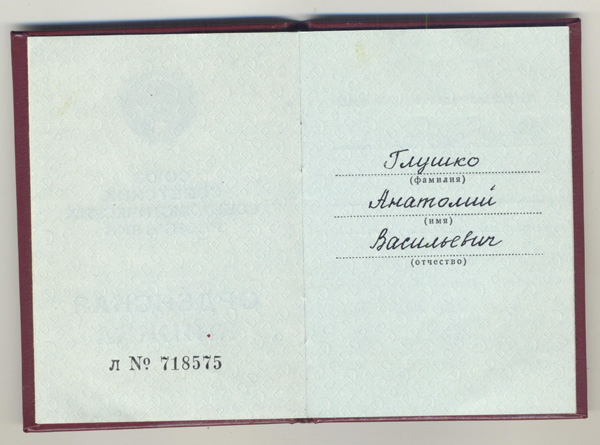 л № 718575
Глушко
(фамилия)
Анатолий
(имя)
Васильевич
(отчество)